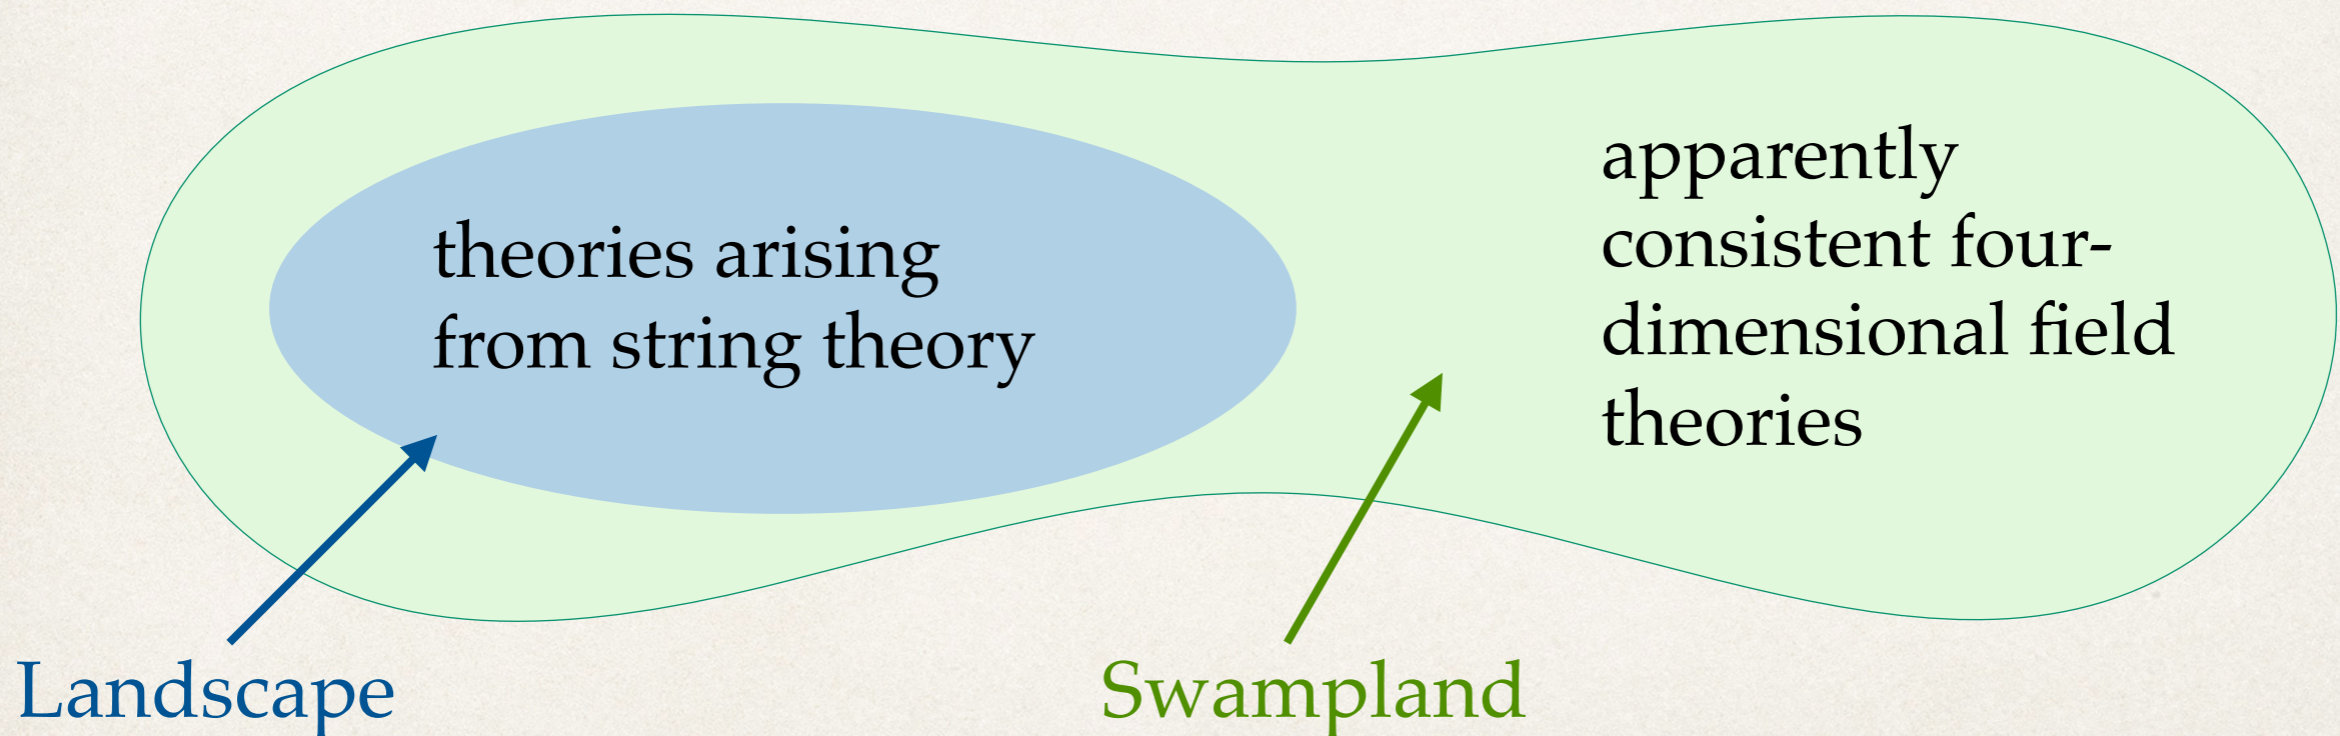 theories arising
from string theory
apparently
consistent four-
dimensional field
theories
Landscape
Swampland